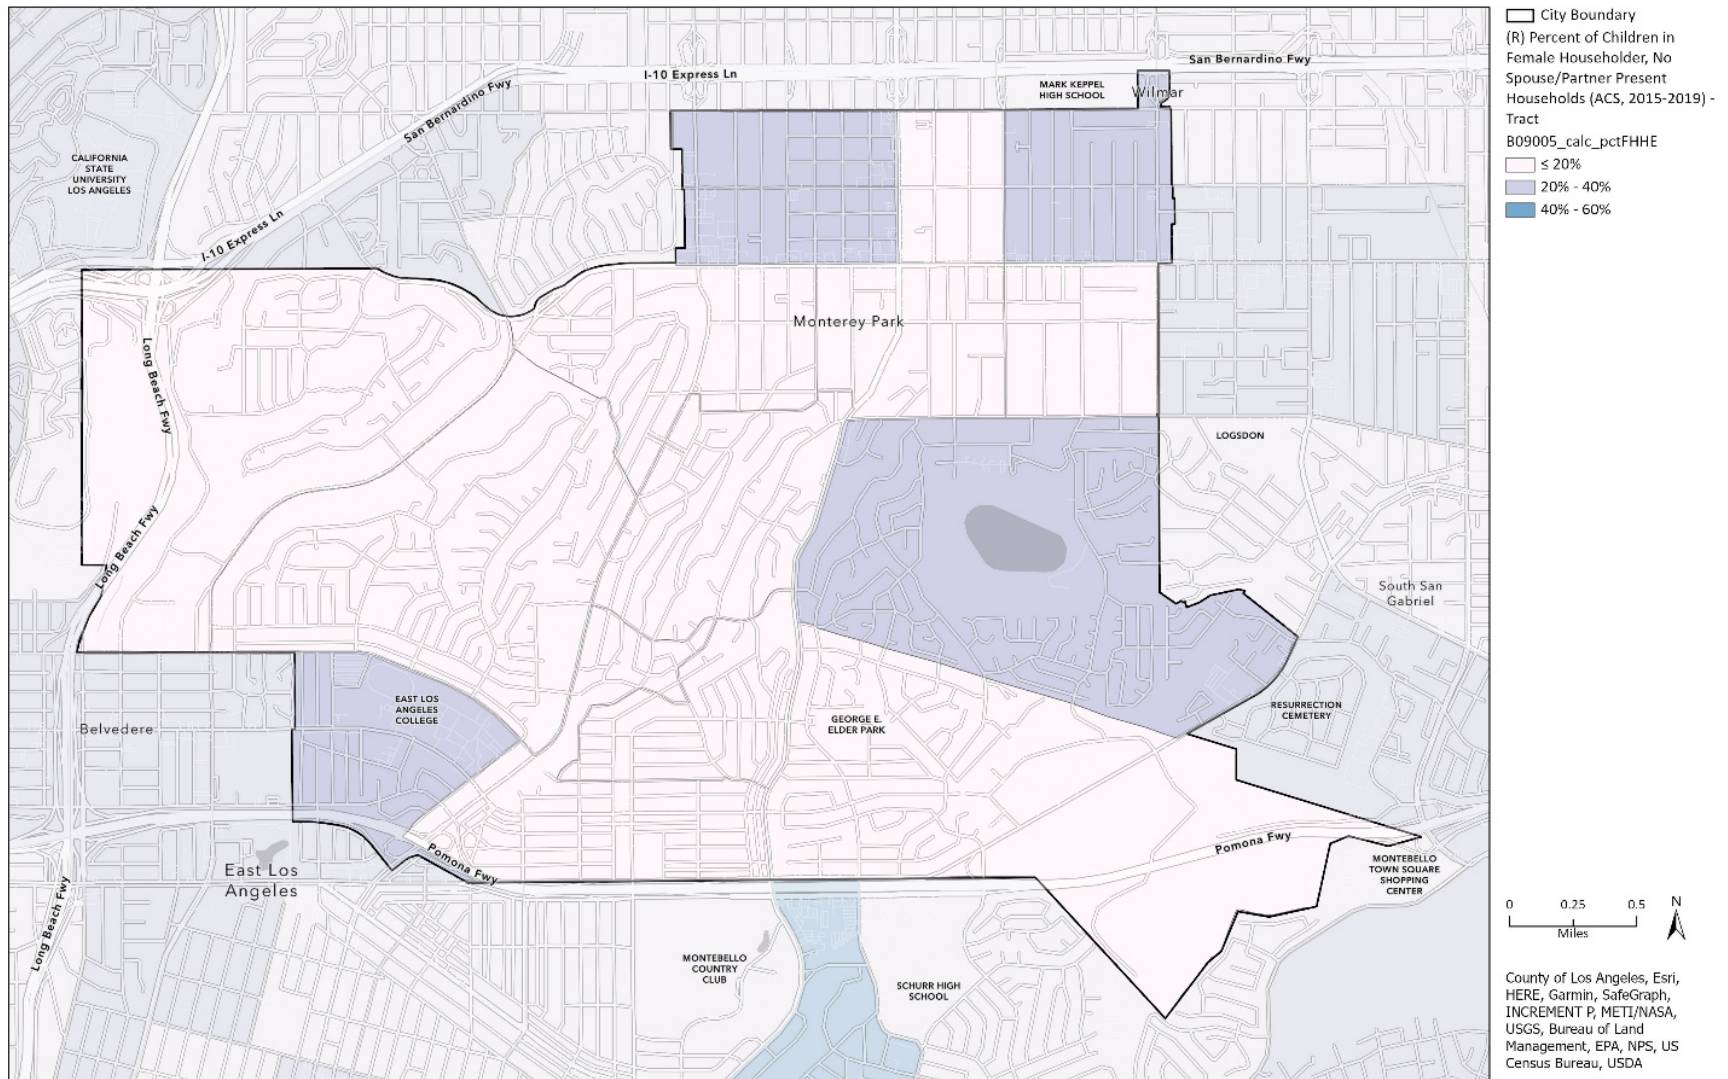 City Boundary
(R) Percent of Children in
Female Householder, No
Spouse/Partner Present
Households (ACS, 2015-2019) -
Tract
B09005_calc_pctFHHE
≤ 20%
20% - 40%
40% - 60%
I-10 Express Ln
San Bernardino Fwy
San Bernardino Fwy
MARK KEPPEL
HIGH SCHOOL
Wilmar
CALIFORNIA
STATE
UNIVERSITY
LOS ANGELES
I-10 Express Ln
Monterey Park
Long Beach Fwy
LOGSDON
Long Beach Fwy
South San
Gabriel
EAST LOS
ANGELES
COLLEGE
RESURRECTION
CEMETERY
GEORGE E.
ELDER PARK
Belvedere
Pomona Fwy
Pomona Fwy
East Los
Angeles
MONTEBELLO
TOWN SQUARE
SHOPPING
CENTER
Long Beach Fwy
MONTEBELLO
COUNTRY
CLUB
SCHURR HIGH
SCHOOL
0 0.25 0.5
Miles
N
County of Los Angeles, Esri,
HERE, Garmin, SafeGraph,
INCREMENT P, METI/NASA,
USGS, Bureau of Land
Management, EPA, NPS, US
Census Bureau, USDA